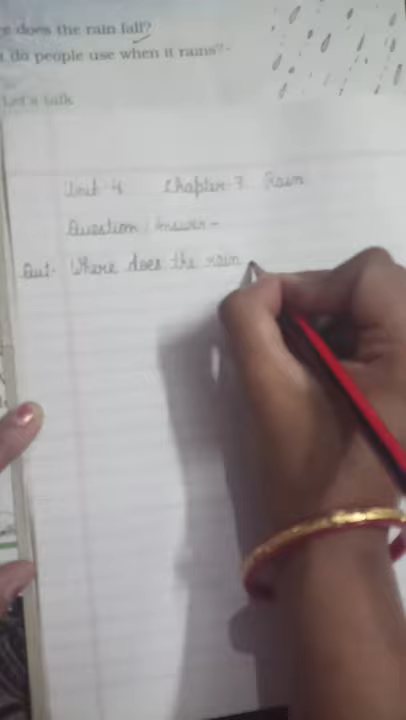 e does the rain fall?
do people use when it rains?
Let's talk
Unit-4 Chapter-7. Rain
Question / Answer-
Where does the rain